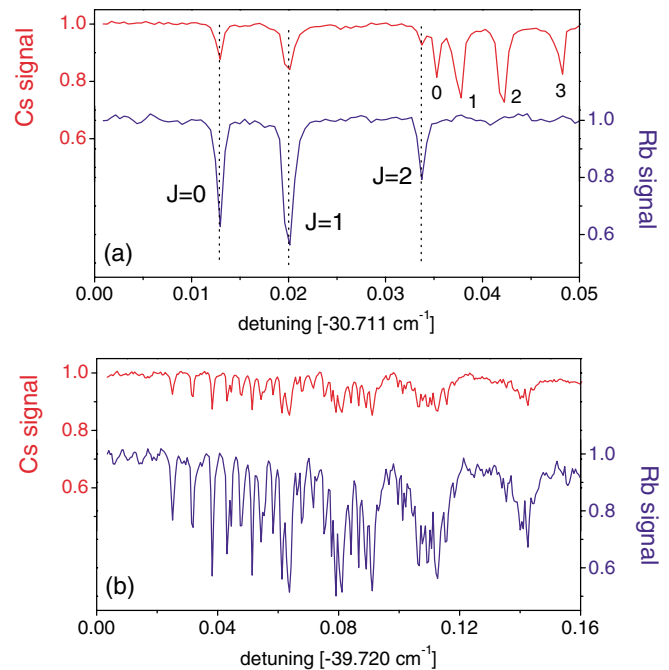 1.0
0.8
0.6
Cs signal
0
1
2
3
1.0
0.8
0.6
Rb signal
J=0
J=1
J=2
(a)
0.00 0.01 0.02 0.03 0.04 0.05
detuning [-30.711 cm⁻¹]
1.0
0.8
0.6
Cs signal
1.0
0.8
0.6
Rb signal
(b)
0.00 0.04 0.08 0.12 0.16
detuning [-39.720 cm⁻¹]